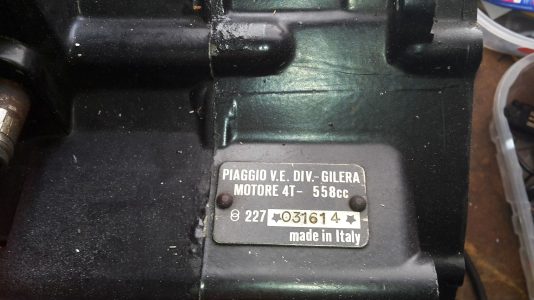 PIAGGIO V.E. DIV.-GILERA
MOTORE 4T- 558cc
⊖ 227 ★031614★
made in Italy